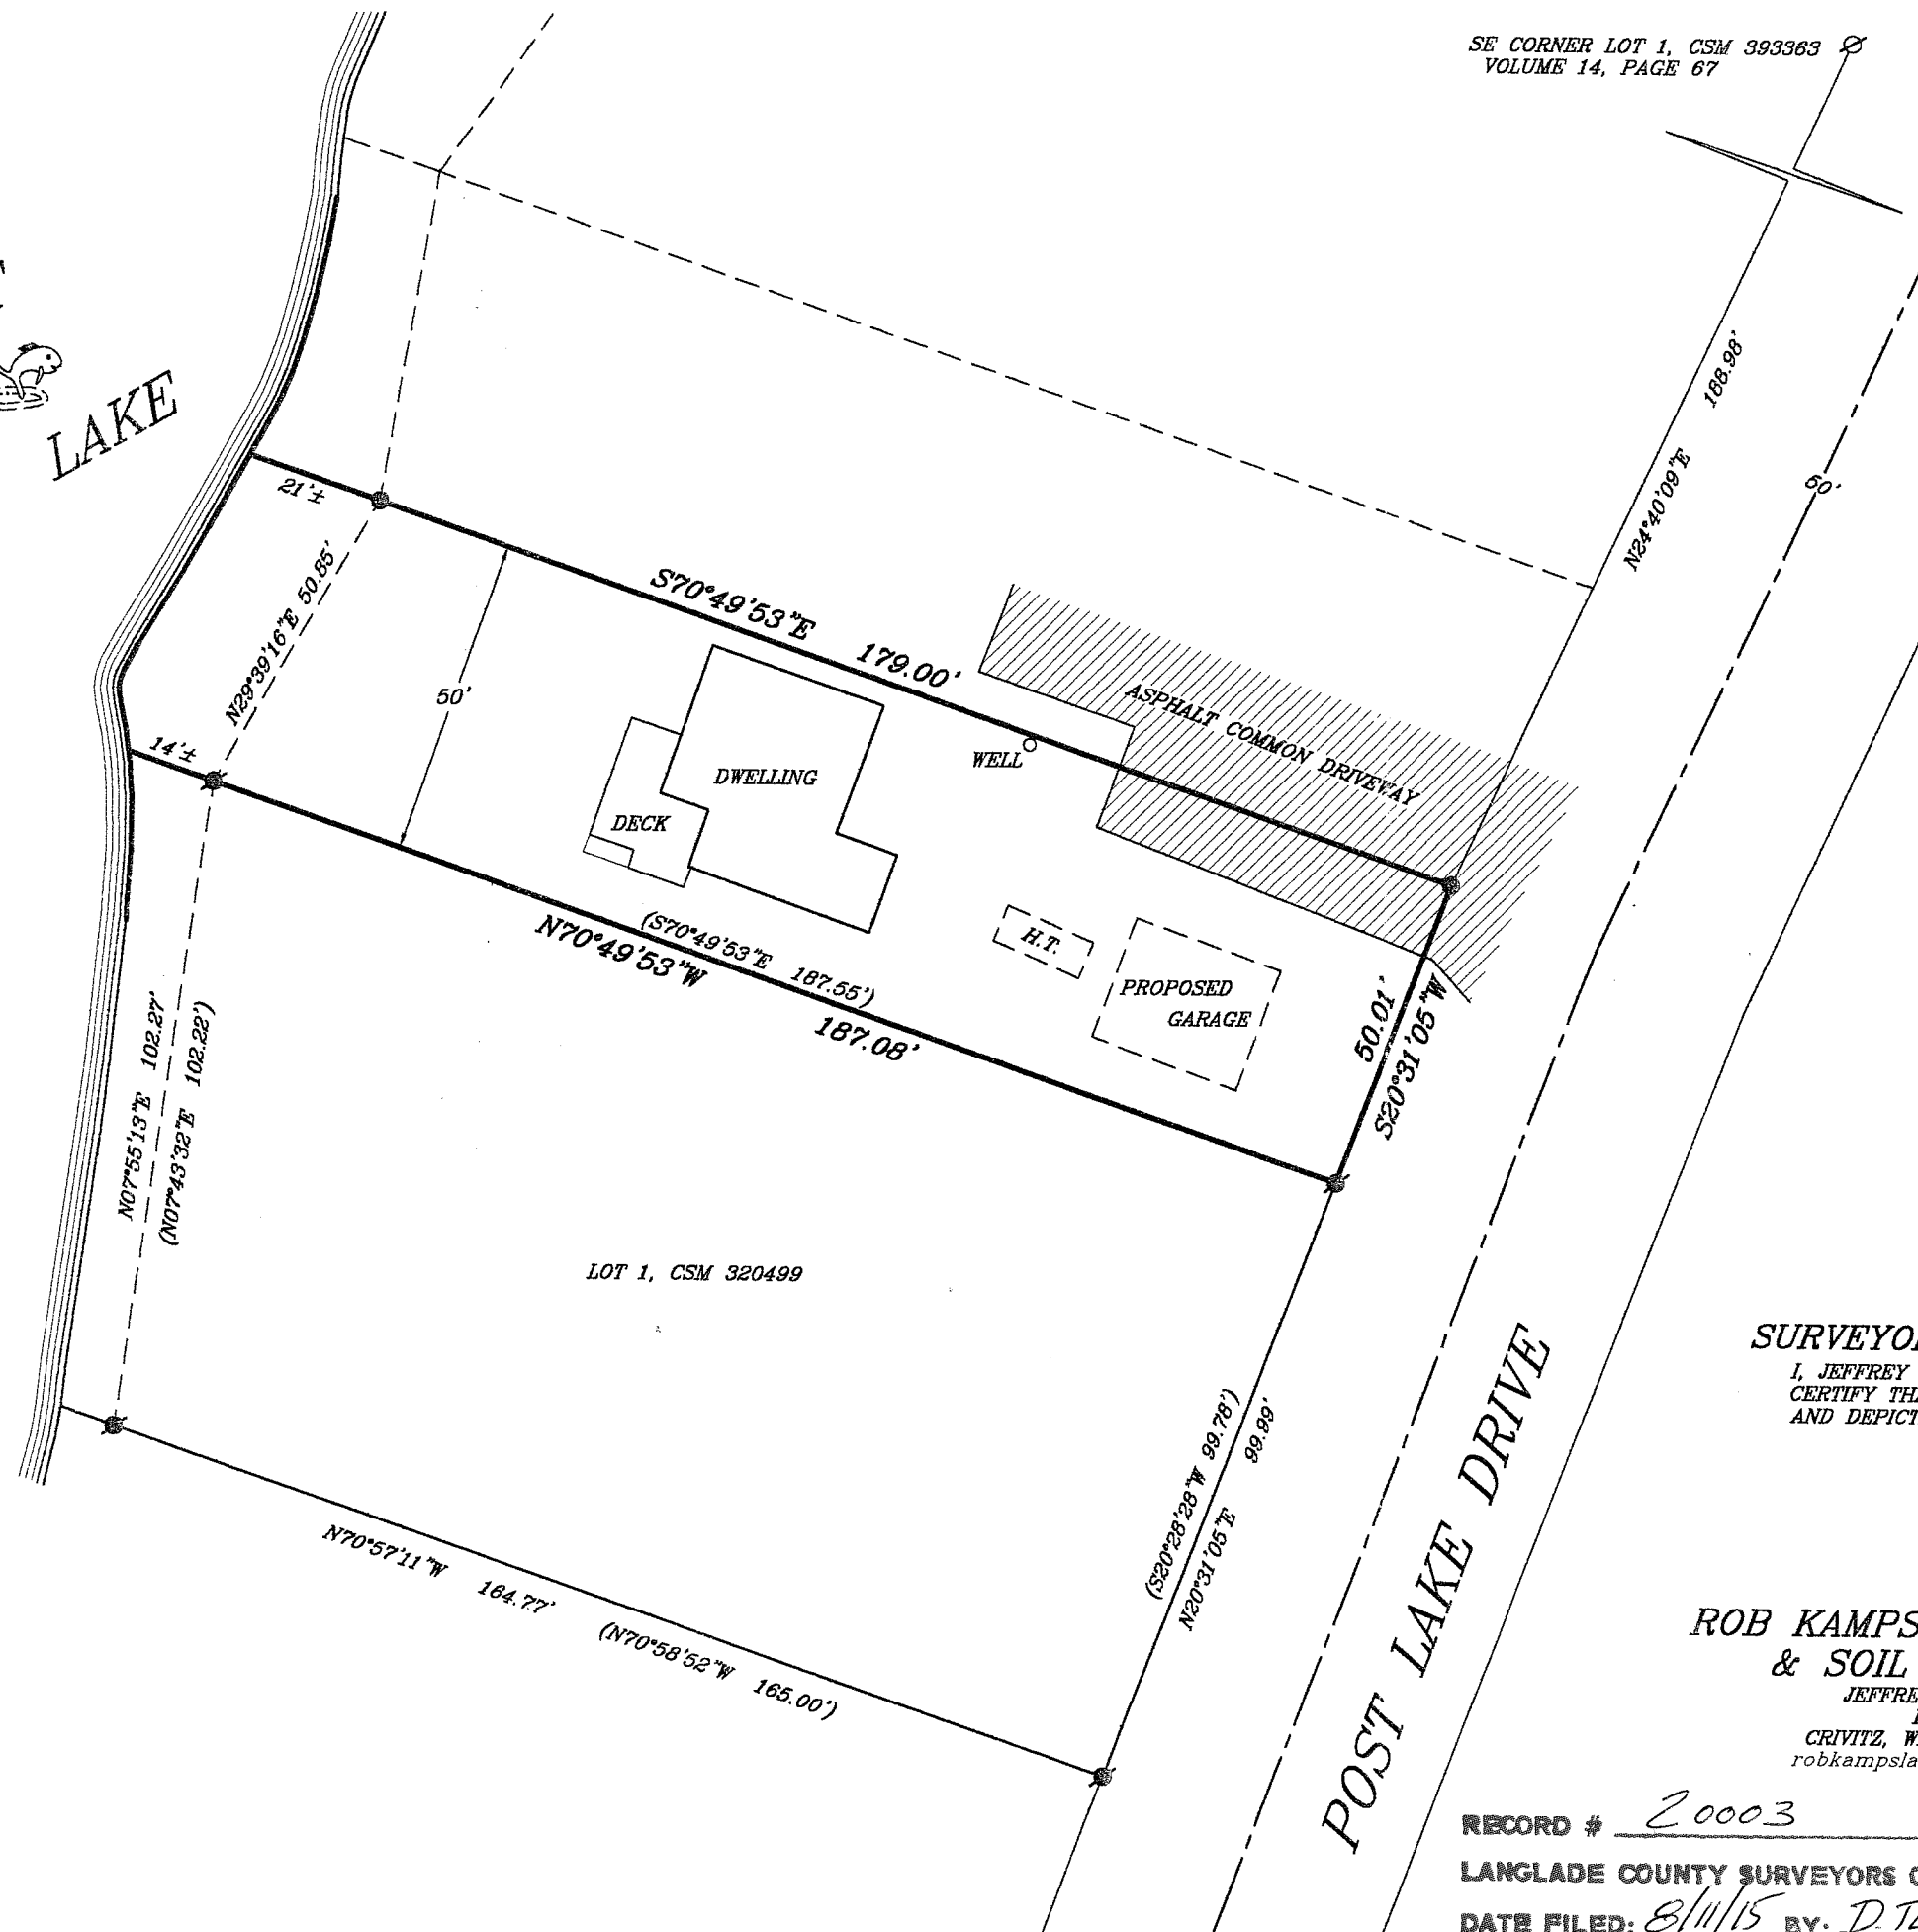 SE CORNER LOT 1, CSM 393363
VOLUME 14, PAGE 67
LAKE
188.98'
N24°40'09"E
60'
21'±
N29°39'16"E 50.85'
50'
14'±
S70°49'53"E 179.00'
ASPHALT COMMON DRIVEWAY
WELL
DWELLING
DECK
(S70°49'53"E 187.55')
N70°49'53"W 187.08'
H.T.
PROPOSED
GARAGE
50.01'
S20°31'05"W
N07°55'13"E 102.27'
(N07°43'32"E 102.22')
LOT 1, CSM 320499
(S20°28'28"W 99.78')
N20°31'05"E 99.99'
N70°57'11"W 164.77' (N70°58'52"W 165.00')
POST LAKE DRIVE
I, JEFFREY
CERTIFY
AND DEPICT
ROB KAMPS
& SOIL
CRIVITZ,
RECORD # 20003
LANGLADE COUNTY SURVEYORS
DATE FILED: 8/11/15 BY: D.